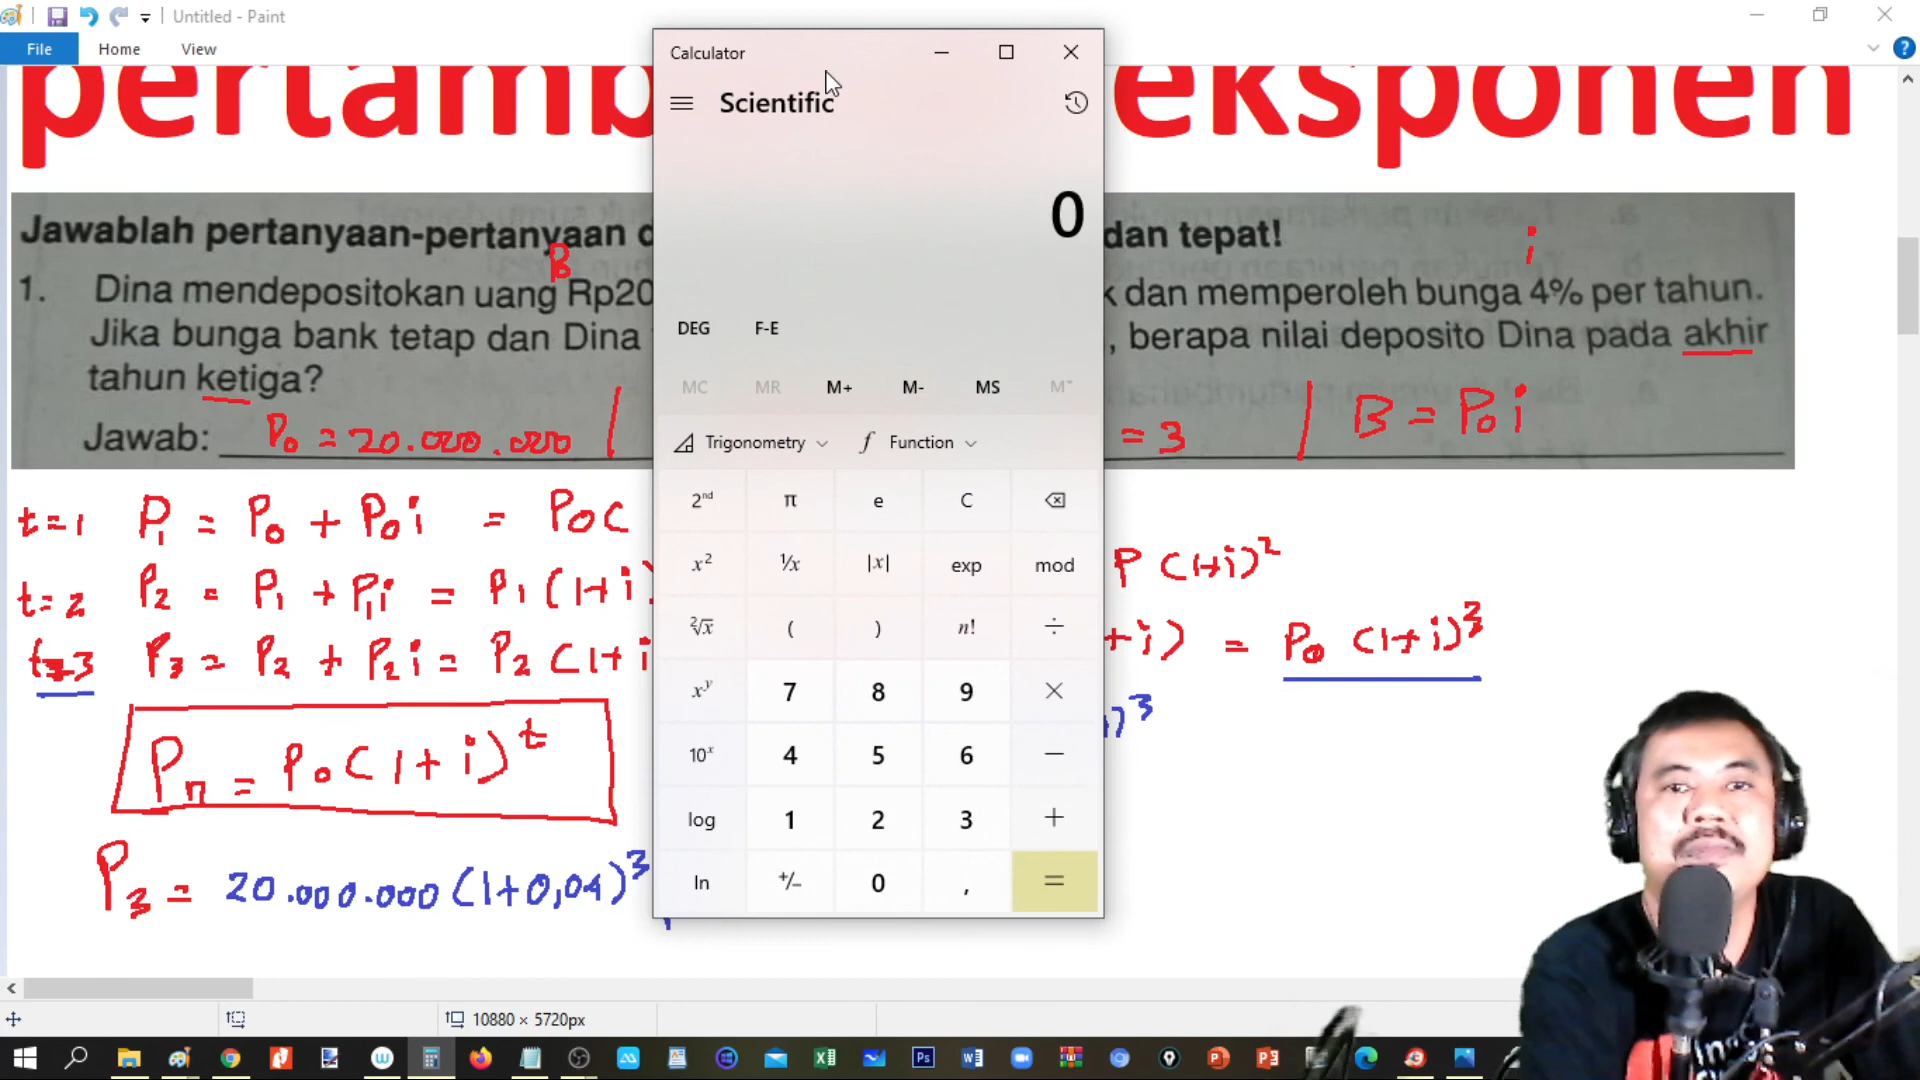 Untitled - Paint
File Home View
pertamb eksponen
Jawablah pertanyaan-pertanyaan d dan tepat!
B i
1. Dina mendepositokan uang Rp20 k dan memperoleh bunga 4% per tahun.
Jika bunga bank tetap dan Dina , berapa nilai deposito Dina pada akhir
tahun ketiga?
Jawab: P0 = 20.000.000 | = 3 | B = P0 i
t=1 P1 = P0 + P0 i = P0 (
t=2 P2 = P1 + P1 i = P1 (1+i) P (1+i)²
t=3 P3 = P2 + P2 i = P2 (1+i +i) = P0 (1+i)³
)³
Pn = P0 (1+i)^t
P3 = 20.000.000 (1+0,04)³
Calculator
Scientific
0
DEG F-E
MC MR M+ M- MS M˅
Trigonometry Function
2nd π e C
x² ¹/x |x| exp mod
²√x ( ) n! ÷
xʸ 7 8 9 ×
10ˣ 4 5 6 −
log 1 2 3 +
ln +/− 0 , =
10880 × 5720px